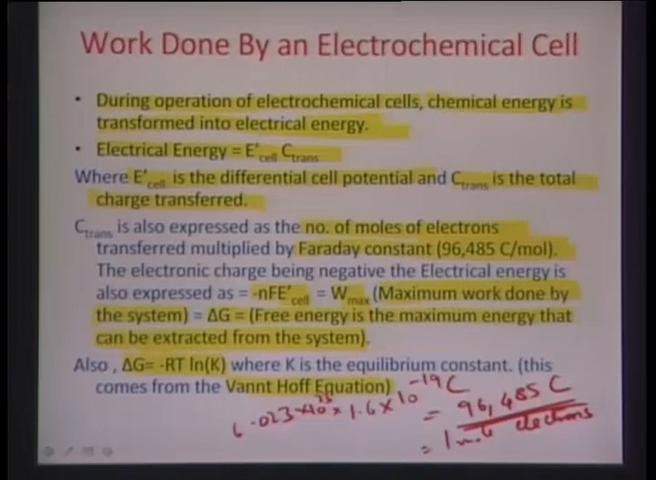 Work Done By an Electrochemical Cell
• During operation of electrochemical cells, chemical energy is
transformed into electrical energy.
• Electrical Energy = E'cell Ctrans
Where E'cell is the differential cell potential and Ctrans is the total
charge transferred.
Ctrans is also expressed as the no. of moles of electrons
transferred multiplied by Faraday constant (96,485 C/mol).
The electronic charge being negative the Electrical energy is
also expressed as = -nFE'cell = Wmax (Maximum work done by
the system) = ΔG = (Free energy is the maximum energy that
can be extracted from the system).
Also , ΔG= -RT ln(K) where K is the equilibrium constant. (this
comes from the Vannt Hoff Equation)
6.023×10²³ × 1.6 × 10⁻¹⁹ C
= 96,485 C
= 1 electrons